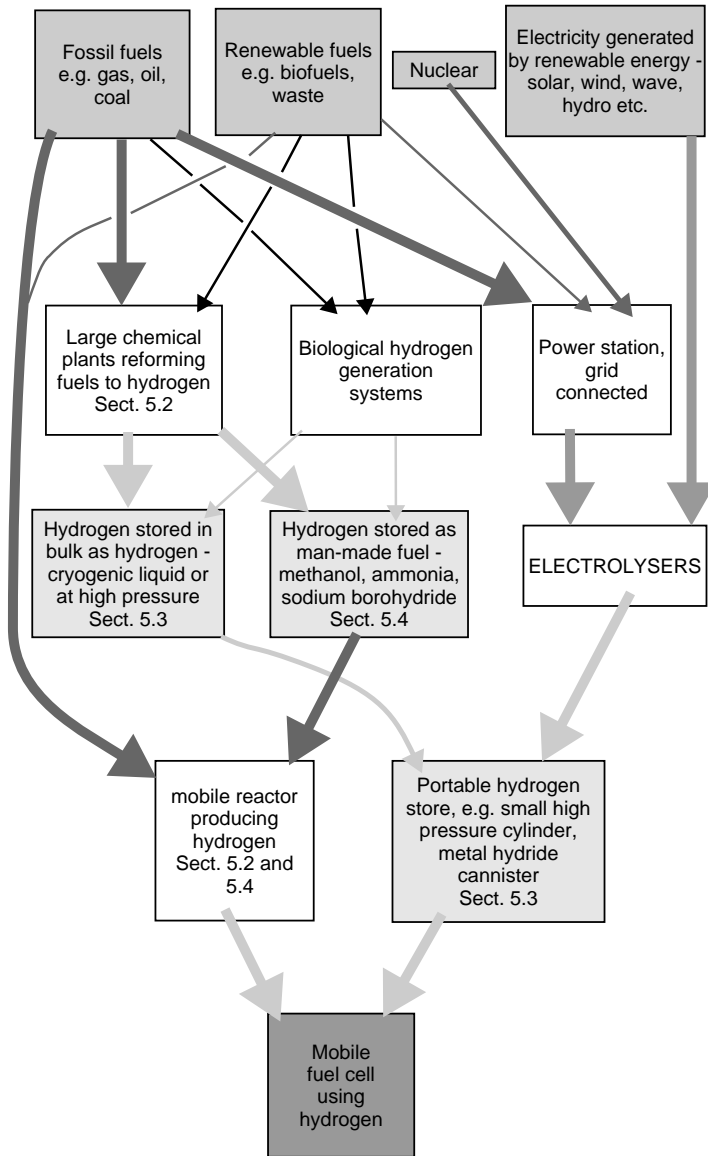 Fossil fuels
e.g. gas, oil,
coal
Renewable fuels
e.g. biofuels,
waste
Nuclear
Electricity generated
by renewable energy -
solar, wind, wave,
hydro etc.
Large chemical
plants reforming
fuels to hydrogen
Sect. 5.2
Biological hydrogen
generation
systems
Power station,
grid
connected
Hydrogen stored in
bulk as hydrogen -
cryogenic liquid or
at high pressure
Sect. 5.3
Hydrogen stored as
man-made fuel -
methanol, ammonia,
sodium borohydride
Sect. 5.4
ELECTROLYSERS
mobile reactor
producing
hydrogen
Sect. 5.2 and
5.4
Portable hydrogen
store, e.g. small high
pressure cylinder,
metal hydride
cannister
Sect. 5.3
Mobile
fuel cell
using
hydrogen